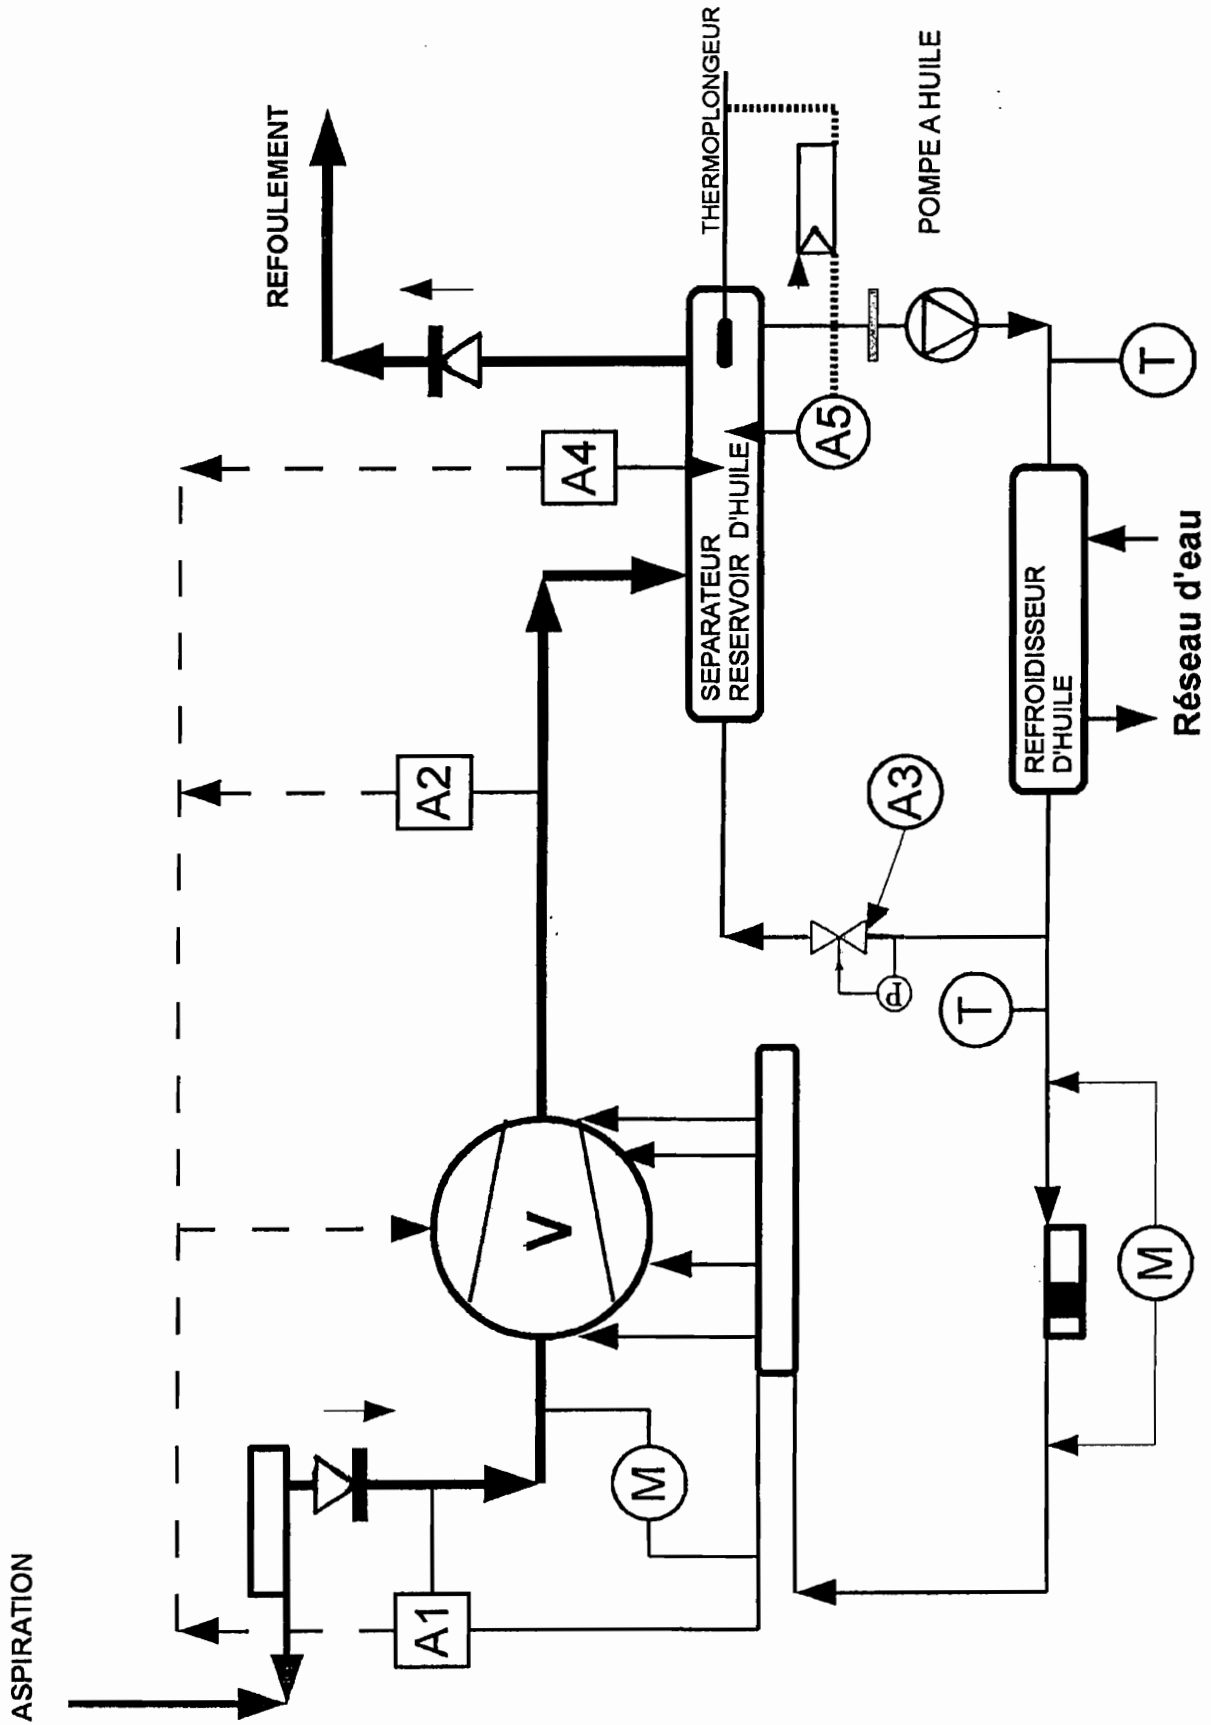 ASPIRATION
REFOULEMENT
A1
A2
A4
V
M
SEPARATEUR
RESERVOIR D'HUILE
THERMOPLONGEUR
A5
POMPE A HUILE
P
A3
T
T
REFROIDISSEUR
D'HUILE
M
Réseau d'eau